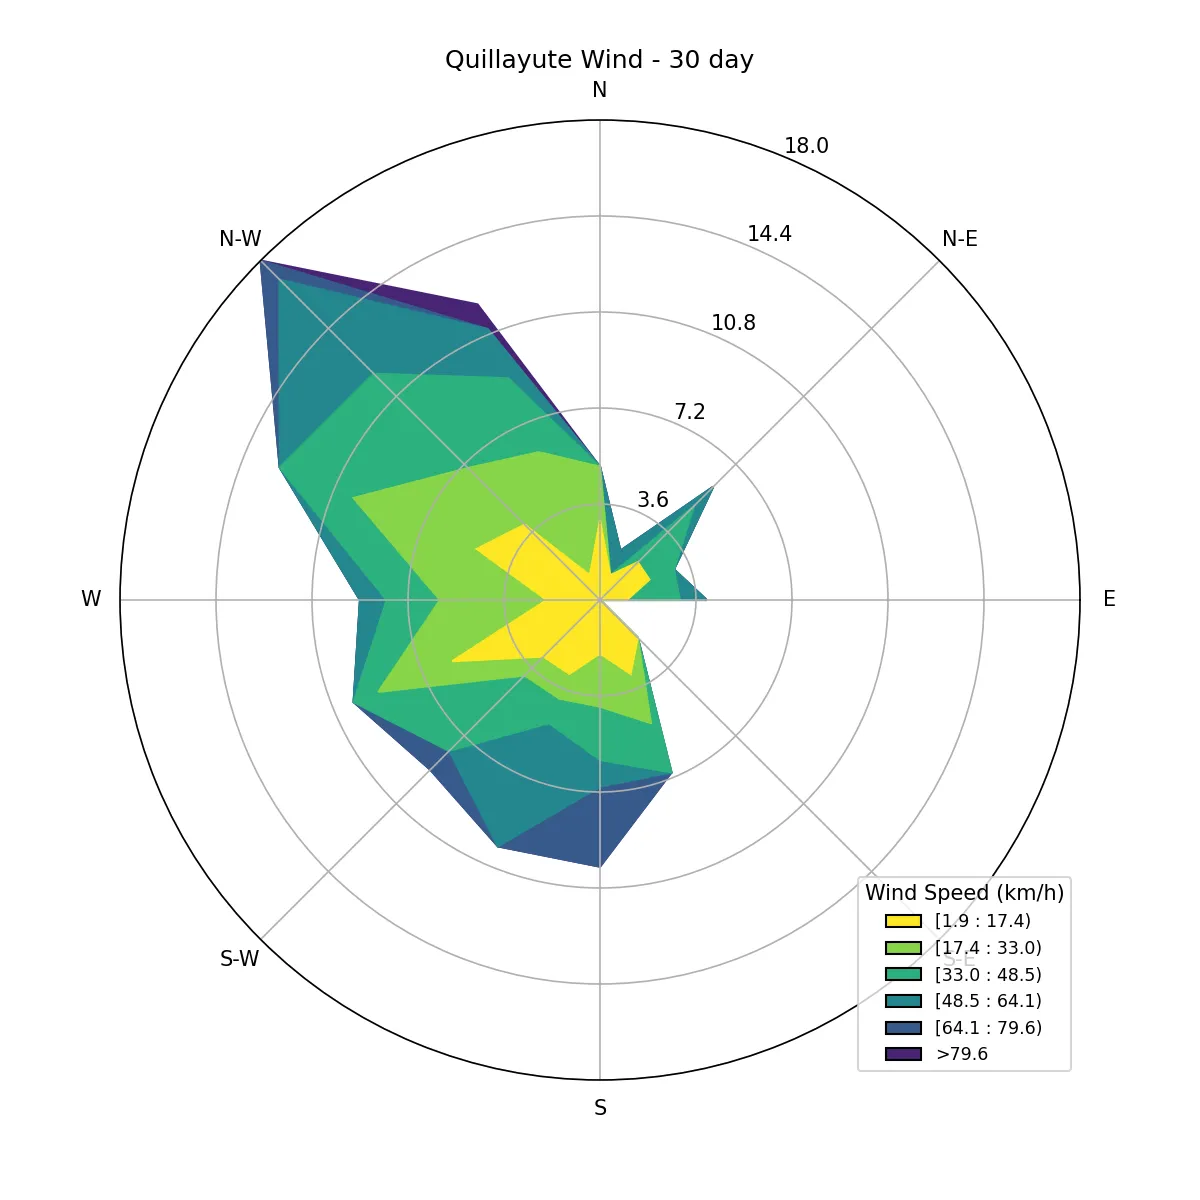 Quillayute Wind - 30 day
N
18.0
14.4
N-W
N-E
10.8
7.2
3.6
W
E
Wind Speed (km/h)
[1.9 : 17.4)
[17.4 : 33.0)
S-W
S-E
[33.0 : 48.5)
[48.5 : 64.1)
[64.1 : 79.6)
>79.6
S